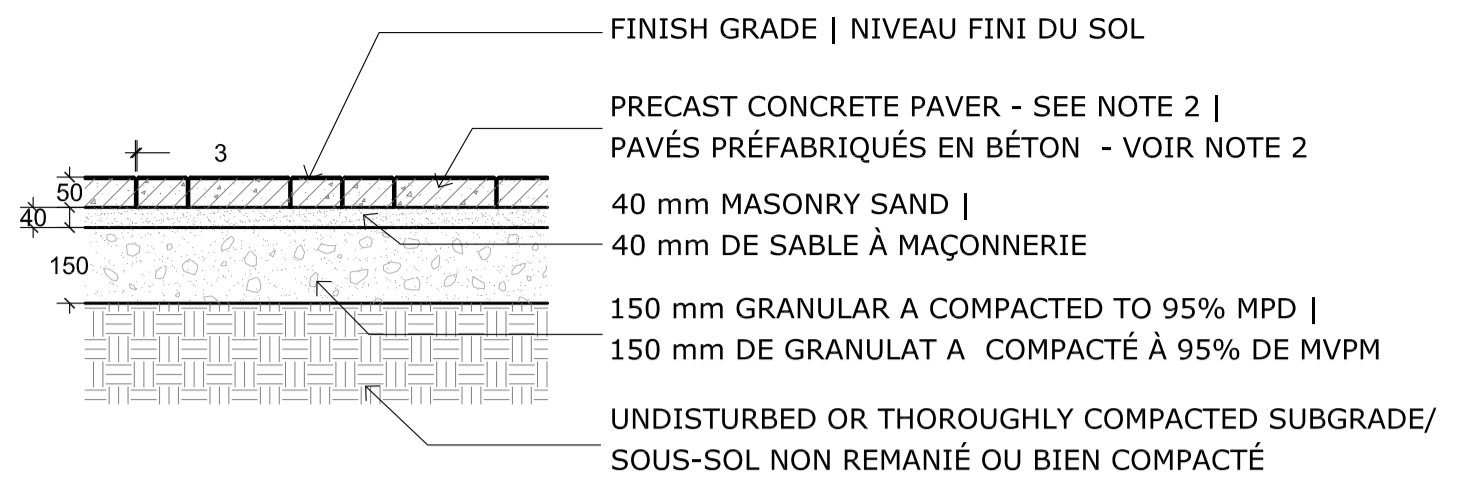 FINISH GRADE | NIVEAU FINI DU SOL
PRECAST CONCRETE PAVER - SEE NOTE 2 |
PAVÉS PRÉFABRIQUÉS EN BÉTON - VOIR NOTE 2
3
50
40 mm MASONRY SAND |
40
40 mm DE SABLE À MAÇONNERIE
150
150 mm GRANULAR A COMPACTED TO 95% MPD |
150 mm DE GRANULAT A COMPACTÉ À 95% DE MVPM
UNDISTURBED OR THOROUGHLY COMPACTED SUBGRADE/
SOUS-SOL NON REMANIÉ OU BIEN COMPACTÉ